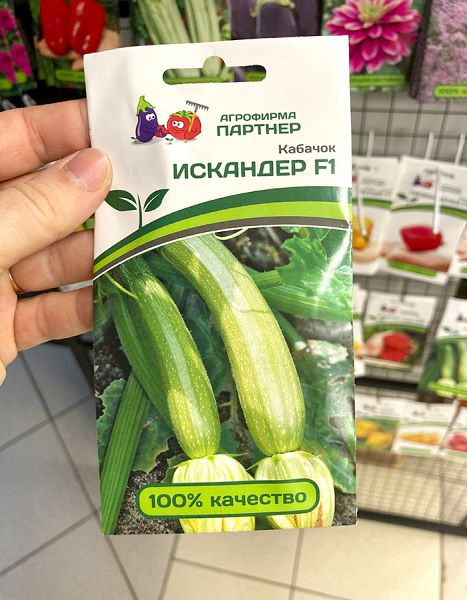 АГРОФИРМА
ПАРТНЕР
Кабачок
ИСКАНДЕР F1
100% качество